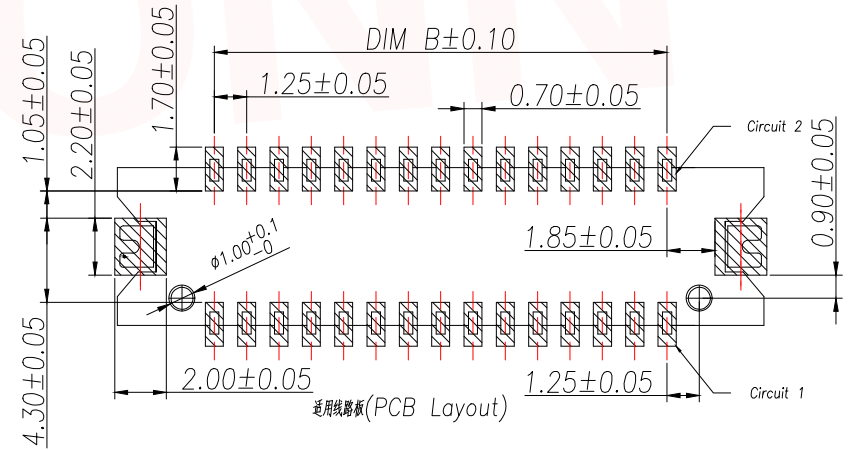 DIM B±0.10
1.25±0.05
0.70±0.05
Circuit 2
1.05±0.05
2.20±0.05
1.70±0.05
0.90±0.05
ø1.00+0.1 -0
1.85±0.05
4.30±0.05
2.00±0.05
1.25±0.05
Circuit 1
适用线路板(PCB Layout)